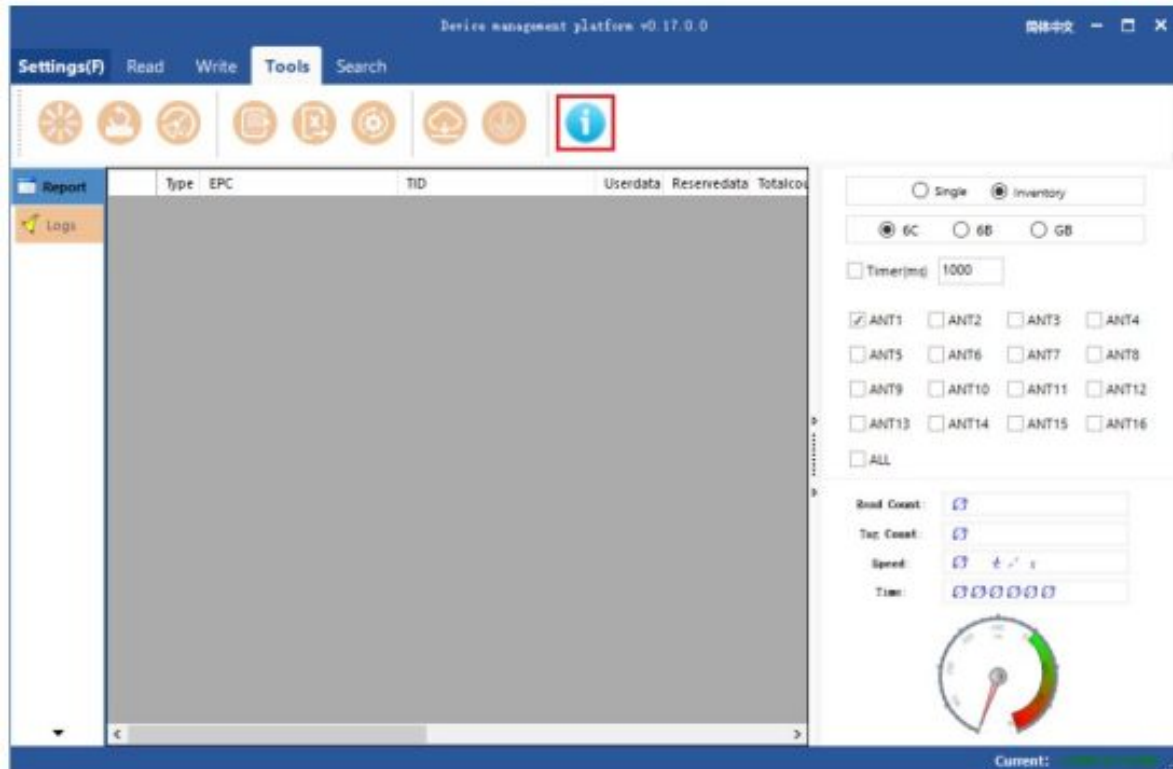 Device management platform v0.17.0.0 简体中文
Settings(F) Read Write Tools Search
Report
Logs
Type EPC TID Userdata Reservedata Totalcou
Single Inventory
6C 6B GB
Timer(ms) 1000
ANT1 ANT2 ANT3 ANT4
ANT5 ANT6 ANT7 ANT8
ANT9 ANT10 ANT11 ANT12
ANT13 ANT14 ANT15 ANT16
ALL
Read Count: 0
Tag Count: 0
Speed: 0 t/s
Time: 000000
Current: